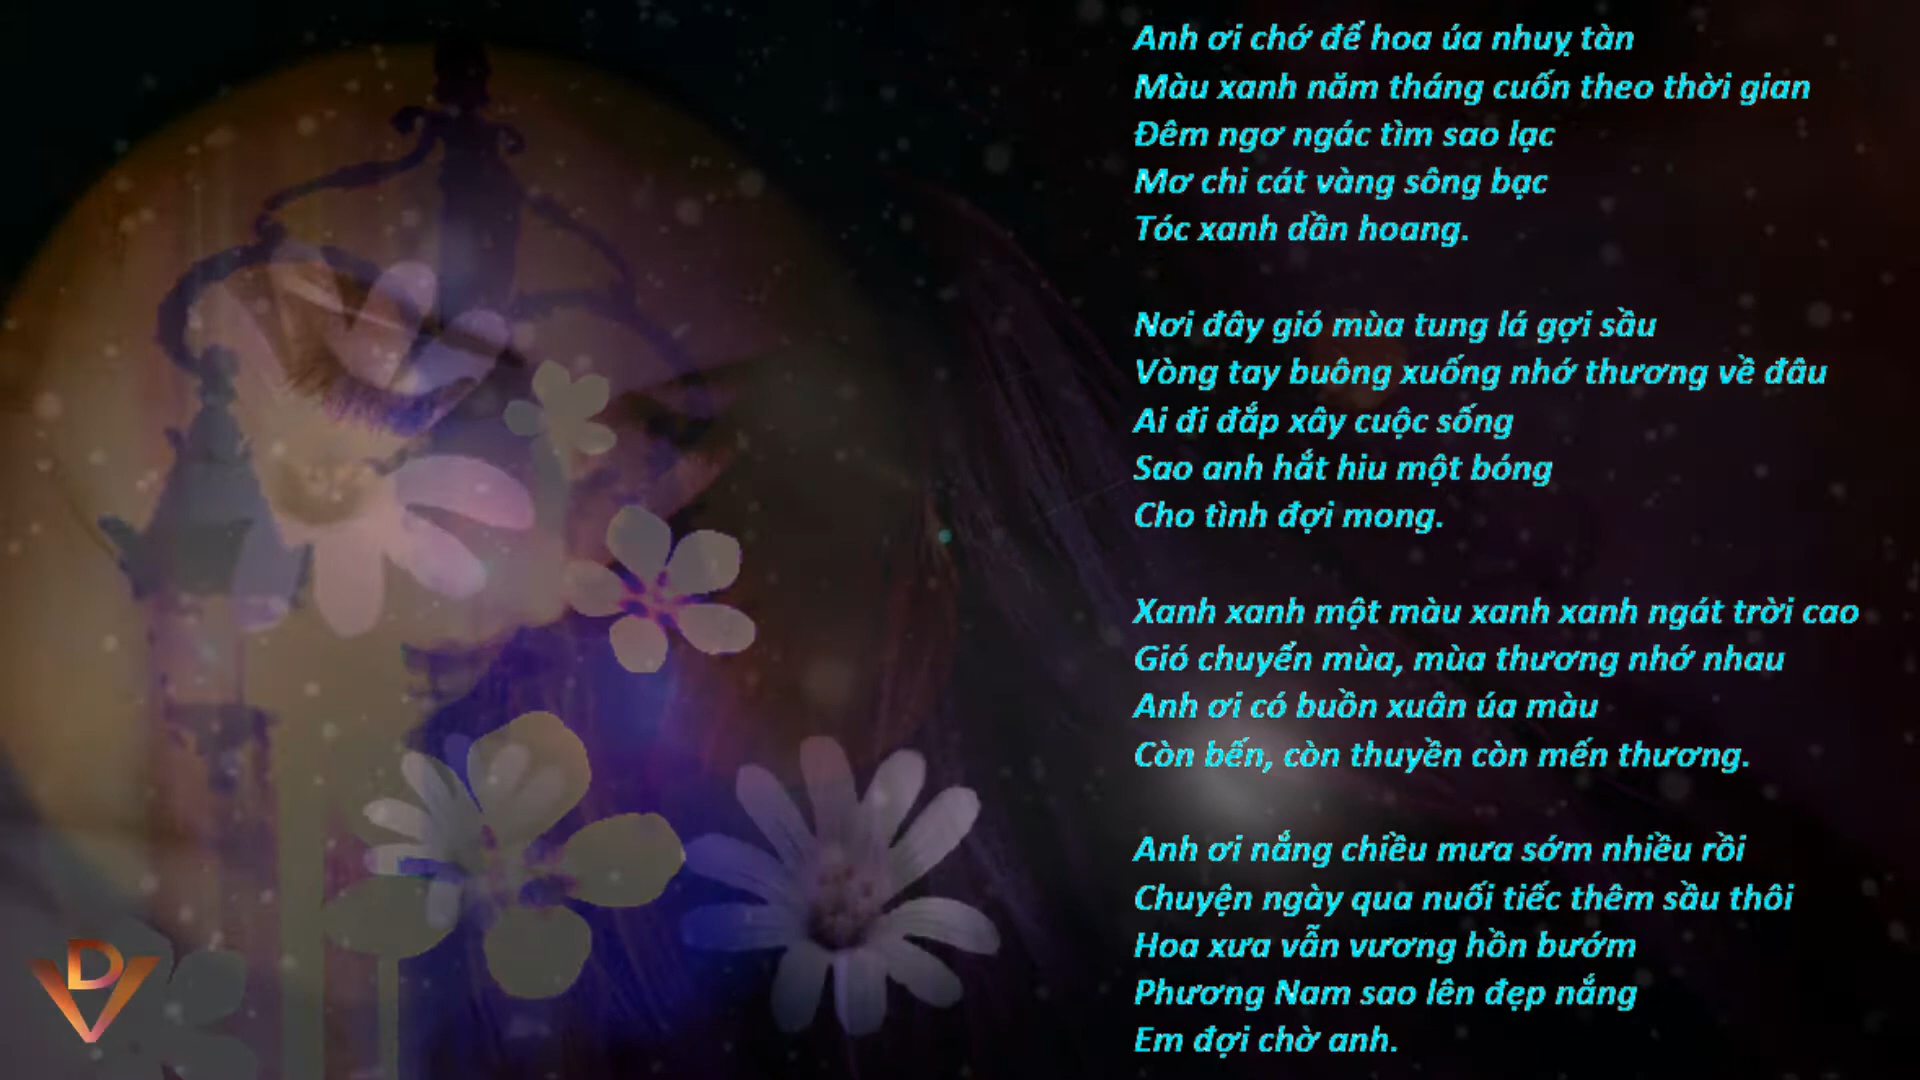 Anh ơi chớ để hoa úa nhuỵ tàn
Màu xanh năm tháng cuốn theo thời gian
Đêm ngơ ngác tìm sao lạc
Mơ chi cát vàng sông bạc
Tóc xanh dần hoang.
Nơi đây gió mùa tung lá gợi sầu
Vòng tay buông xuống nhớ thương về đâu
Ai đi đắp xây cuộc sống
Sao anh hắt hiu một bóng
Cho tình đợi mong.
Xanh xanh một màu xanh xanh ngát trời cao
Gió chuyển mùa, mùa thương nhớ nhau
Anh ơi có buồn xuân úa màu
Còn bến, còn thuyền còn mến thương.
Anh ơi nắng chiều mưa sớm nhiều rồi
Chuyện ngày qua nuối tiếc thêm sầu thôi
Hoa xưa vẫn vương hồn bướm
Phương Nam sao lên đẹp nắng
Em đợi chờ anh.
DV